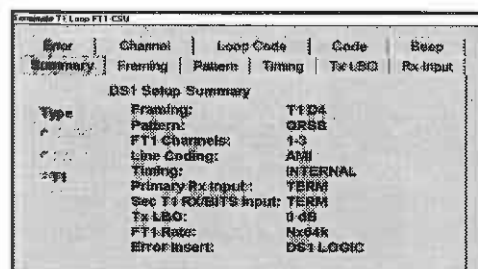 Terminate T1 Loop FT1-CSU
Error Channel Loop Code Code Beep
Summary Framing Pattern Timing Tx LBO Rx Input
DS1 Setup Summary
Type
Framing: T1 D4
Pattern: QRSS
FT1 Channels: 1-3
Line Coding: AMI
Timing: INTERNAL
Primary Rx Input: TERM
Sec T1 RX/BITS Input: TERM
Tx LBO: 0 dB
FT1 Rate: Nx64k
Error Insert: DS1 LOGIC